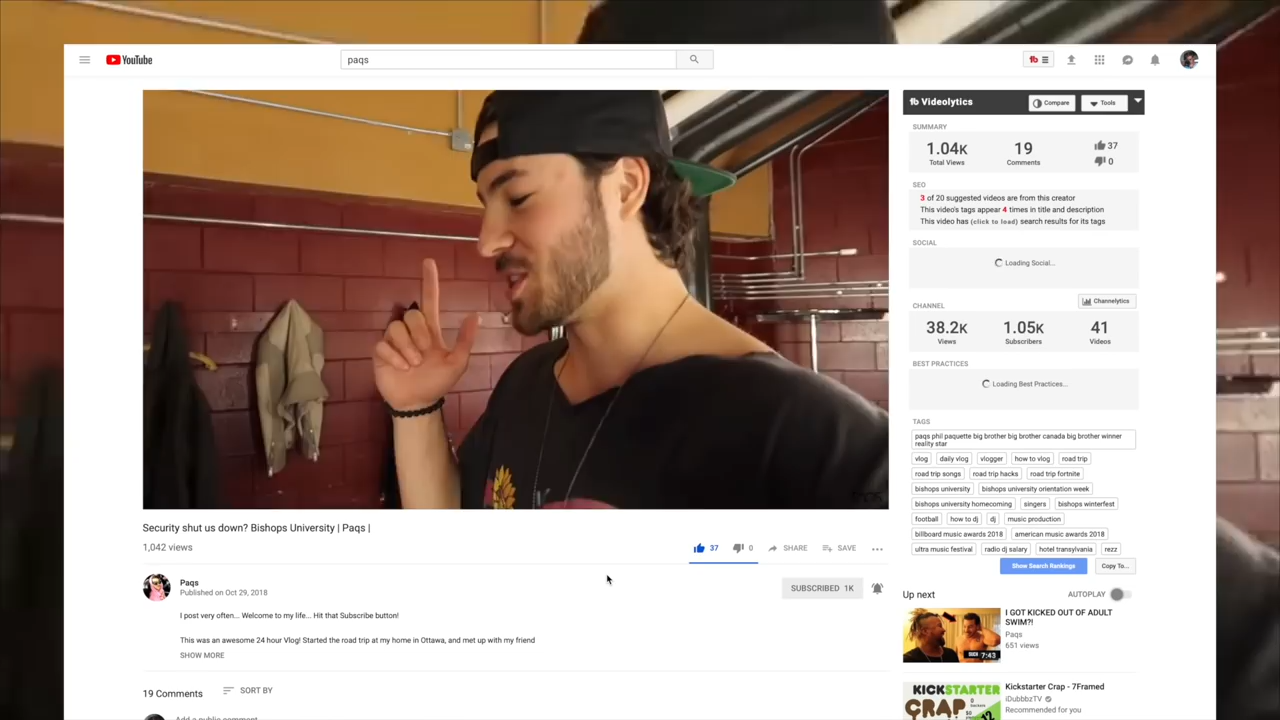 YouTube
paqs
tb
tb Videolytics
Compare
Tools
SUMMARY
1.04K
Total Views
19
Comments
37
0
SEO
3 of 20 suggested videos are from this creator
This video's tags appear 4 times in title and description
This video has (click to load) search results for its tags
SOCIAL
Loading Social...
CHANNEL
Channelytics
38.2K
Views
1.05K
Subscribers
41
Videos
BEST PRACTICES
Loading Best Practices...
TAGS
paqs phil paquette big brother big brother canada big brother winner
reality star
vlog daily vlog vlogger how to vlog road trip
road trip songs road trip hacks road trip fortnite
bishops university bishops university orientation week
bishops university homecoming singers bishops winterfest
football how to dj dj music production
billboard music awards 2018 american music awards 2018
ultra music festival radio dj salary hotel transylvania rezz
Show Search Rankings
Copy To...
Security shut us down? Bishops University | Paqs |
1,042 views
37
0
SHARE
SAVE
Paqs
Published on Oct 29, 2018
SUBSCRIBED 1K
I post very often... Welcome to my life... Hit that Subscribe button!
This was an awesome 24 hour Vlog! Started the road trip at my home in Ottawa, and met up with my friend
SHOW MORE
19 Comments
SORT BY
Add a public comment...
Up next
AUTOPLAY
I GOT KICKED OUT OF ADULT
SWIM?!
Paqs
651 views
7:43
Kickstarter Crap - 7Framed
iDubbbzTV
Recommended for you
KICKSTARTER
CRAP